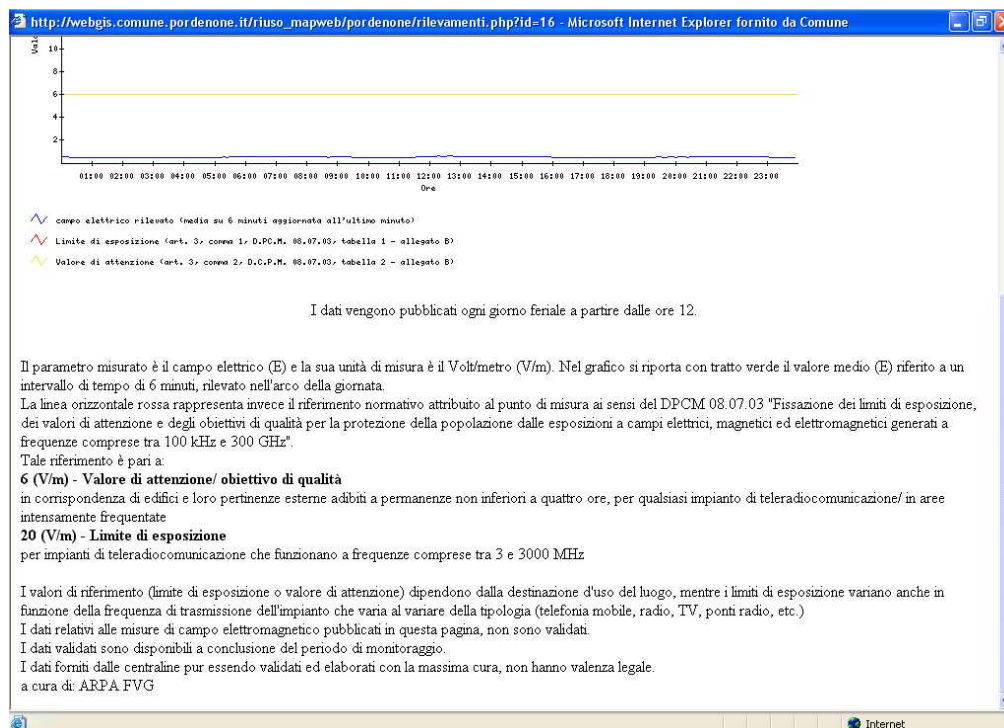 http://webgis.comune.pordenone.it/riuso_mapweb/pordenone/rilevamenti.php?id=16 - Microsoft Internet Explorer fornito da Comune
10
8
6
4
2
01:00 02:00 03:00 04:00 05:00 06:00 07:00 08:00 09:00 10:00 11:00 12:00 13:00 14:00 15:00 16:00 17:00 18:00 19:00 20:00 21:00 22:00 23:00
Ore
campo elettrico rilevato (media su 6 minuti aggiornata all'ultimo minuto)
Limite di esposizione (art. 3, comma 1, D.PC.M. 08.07.03, tabella 1 - allegato B)
Valore di attenzione (art. 3, comma 2, D.C.P.M. 08.07.03, tabella 2 - allegato B)
I dati vengono pubblicati ogni giorno feriale a partire dalle ore 12.
Il parametro misurato è il campo elettrico (E) e la sua unità di misura è il Volt/metro (V/m). Nel grafico si riporta con tratto verde il valore medio (E) riferito a un
intervallo di tempo di 6 minuti, rilevato nell'arco della giornata.
La linea orizzontale rossa rappresenta invece il riferimento normativo attribuito al punto di misura ai sensi del DPCM 08.07.03 "Fissazione dei limiti di esposizione,
dei valori di attenzione e degli obiettivi di qualità per la protezione della popolazione dalle esposizioni a campi elettrici, magnetici ed elettromagnetici generati a
frequenze comprese tra 100 kHz e 300 GHz".
Tale riferimento è pari a:
6 (V/m) - Valore di attenzione/ obiettivo di qualità
in corrispondenza di edifici e loro pertinenze esterne adibiti a permanenze non inferiori a quattro ore, per qualsiasi impianto di teleradiocomunicazione/ in aree
intensamente frequentate
20 (V/m) - Limite di esposizione
per impianti di teleradiocomunicazione che funzionano a frequenze comprese tra 3 e 3000 MHz
I valori di riferimento (limite di esposizione o valore di attenzione) dipendono dalla destinazione d'uso del luogo, mentre i limiti di esposizione variano anche in
funzione della frequenza di trasmissione dell'impianto che varia al variare della tipologia (telefonia mobile, radio, TV, ponti radio, etc.)
I dati relativi alle misure di campo elettromagnetico pubblicati in questa pagina, non sono validati.
I dati validati sono disponibili a conclusione del periodo di monitoraggio.
I dati forniti dalle centraline pur essendo validati ed elaborati con la massima cura, non hanno valenza legale.
a cura di: ARPA FVG
Internet